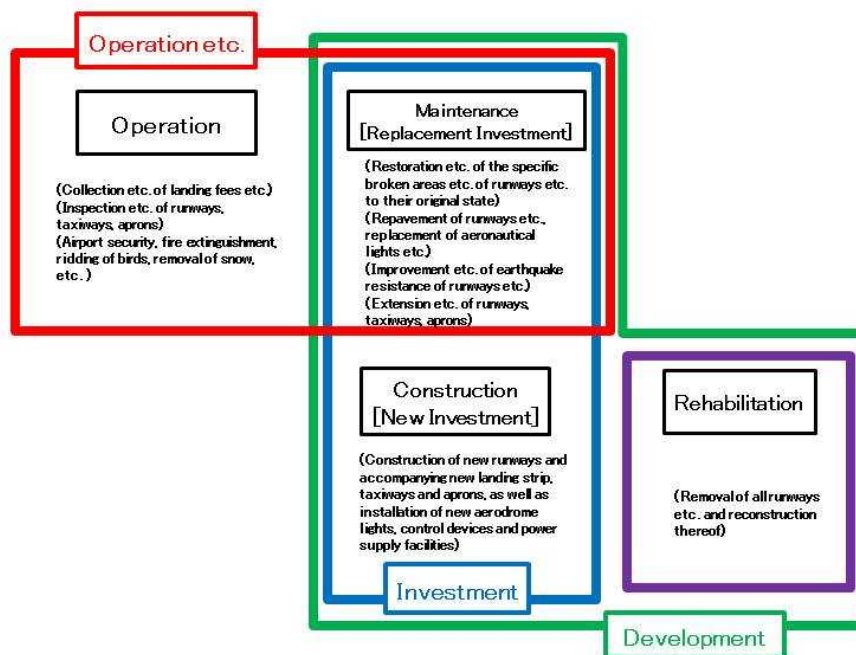 Operation etc.
Operation
(Collection etc. of landing fees etc.)
(Inspection etc. of runways,
taxiways, aprons)
(Airport security, fire extinguishment,
ridding of birds, removal of snow,
etc. )
Maintenance
[Replacement Investment]
(Restoration etc. of the specific
broken areas etc. of runways etc.
to their original state)
(Repavement of runways etc.,
replacement of aeronautical
lights etc.)
(Improvement etc. of earthquake
resistance of runways etc.)
(Extension etc. of runways,
taxiways, aprons)
Construction
[New Investment]
(Construction of new runways and
accompanying new landing strip,
taxiways and aprons, as well as
installation of new aerodrome
lights, control devices and power
supply facilities)
Investment
Rehabilitation
(Removal of all runways
etc. and reconstruction
thereof)
Development